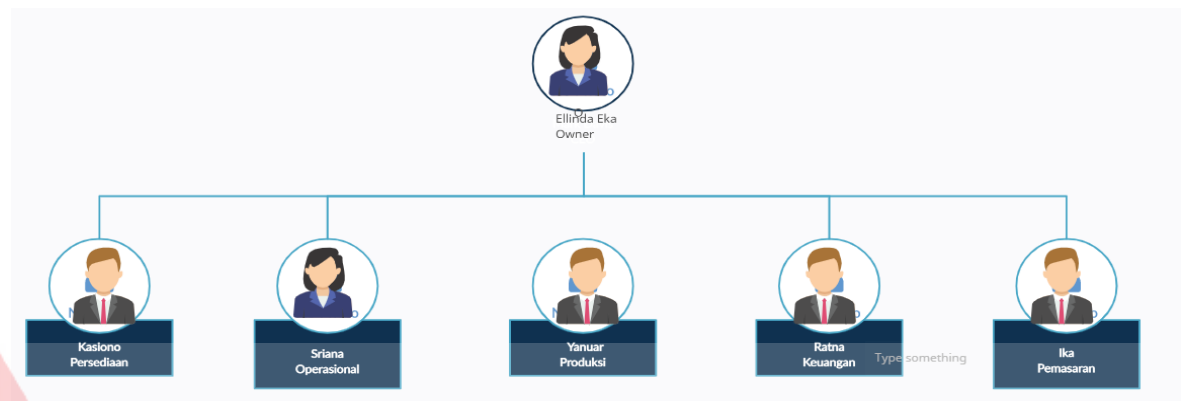 Ellinda Eka
Owner
Kasiono
Persediaan
Sriana
Operasional
Yanuar
Produksi
Ratna
Keuangan
Type something
Ika
Pemasaran